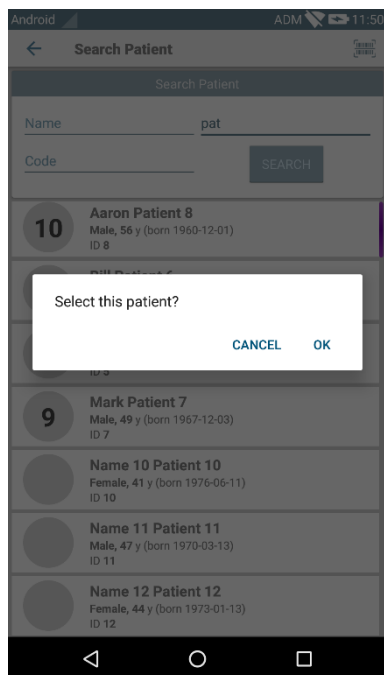 Android ADM 11:50
Search Patient
Search Patient
Name pat
Code SEARCH
10 Aaron Patient 8
Male, 56 y (born 1960-12-01)
ID 8
Select this patient?
CANCEL OK
9 Mark Patient 7
Male, 49 y (born 1967-12-03)
ID 7
Name 10 Patient 10
Female, 41 y (born 1976-06-11)
ID 10
Name 11 Patient 11
Male, 47 y (born 1970-03-13)
ID 11
Name 12 Patient 12
Female, 44 y (born 1973-01-13)
ID 12